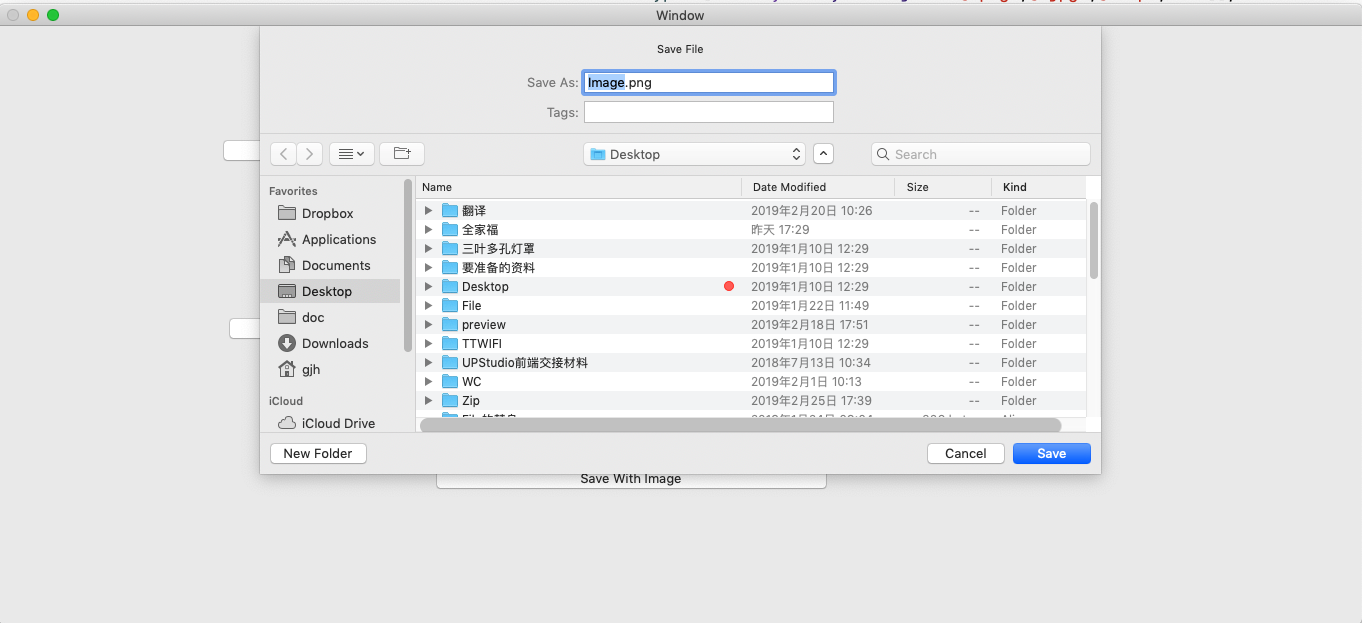 Window
Save File
Save As: Image.png
Tags:
Desktop
Search
Favorites
Dropbox
Applications
Documents
Desktop
doc
Downloads
gjh
iCloud
iCloud Drive
Name Date Modified Size Kind
翻译 2019年2月20日 10:26 -- Folder
全家福 昨天 17:29 -- Folder
三叶多孔灯罩 2019年1月10日 12:29 -- Folder
要准备的资料 2019年1月10日 12:29 -- Folder
Desktop 2019年1月10日 12:29 -- Folder
File 2019年1月22日 11:49 -- Folder
preview 2019年2月18日 17:51 -- Folder
TTWIFI 2019年1月10日 12:29 -- Folder
UPStudio前端交接材料 2018年7月13日 10:34 -- Folder
WC 2019年2月1日 10:13 -- Folder
Zip 2019年2月25日 17:39 -- Folder
New Folder Cancel Save
Save With Image